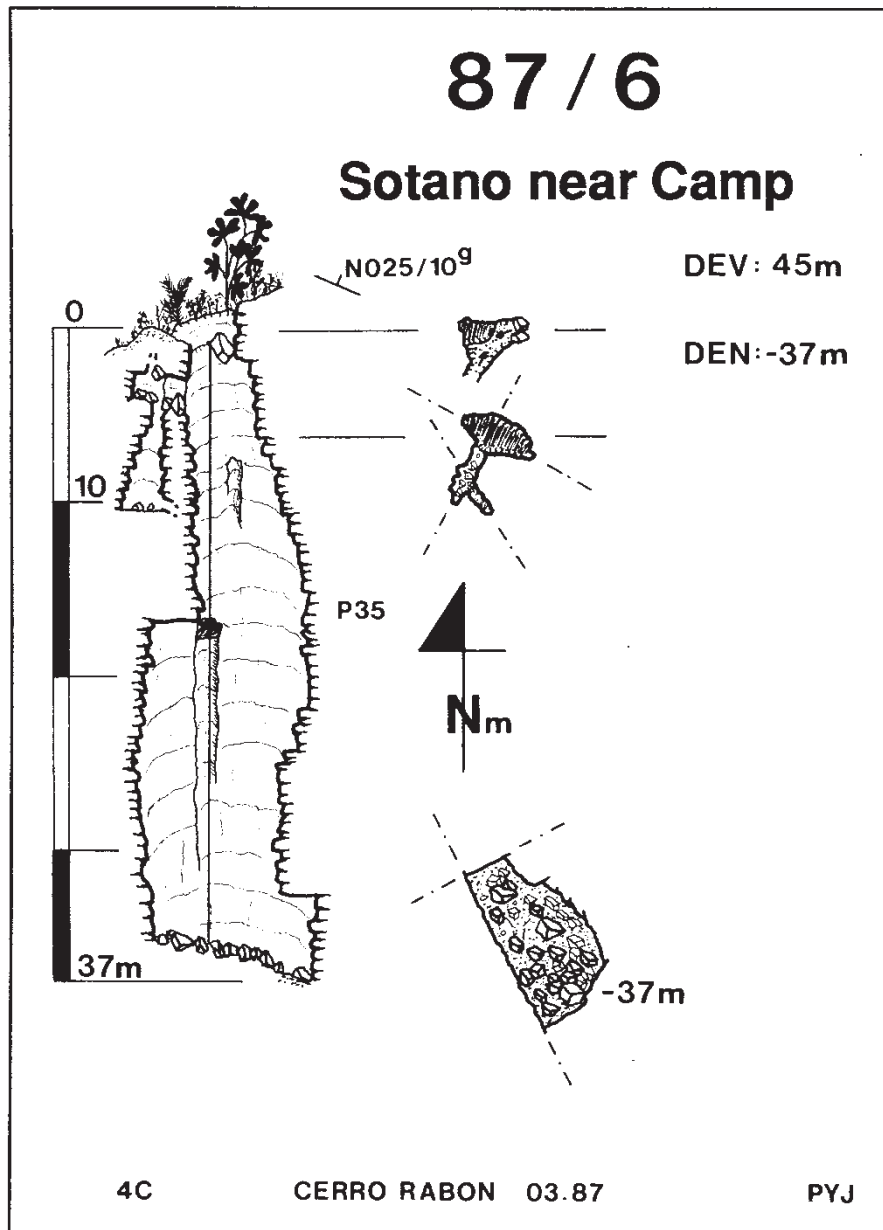 87/6
Sotano near Camp
N025/10g
DEV: 45m
0
DEN:-37m
10
P35
Nm
37m
-37m
4C CERRO RABON 03.87 PYJ